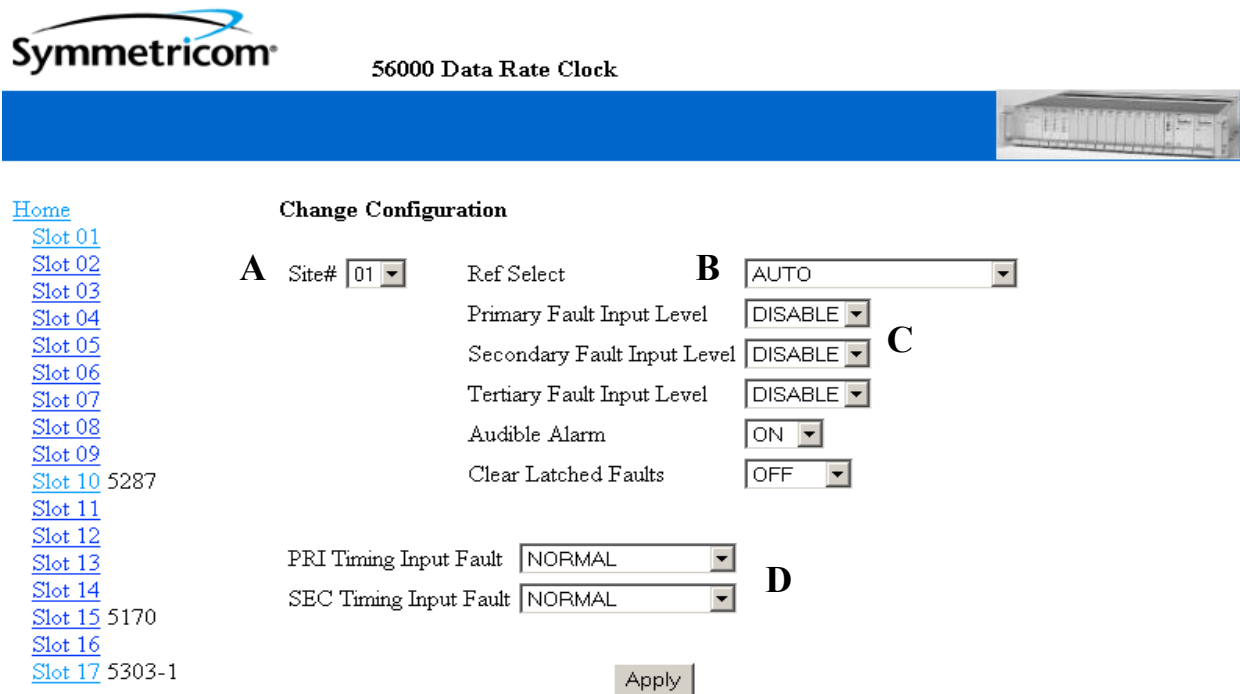 Symmetricom®
56000 Data Rate Clock
Home
Change Configuration
Slot 01
Slot 02
A Site# 01 Ref Select B AUTO
Slot 03
Slot 04
Primary Fault Input Level DISABLE
Slot 05
Secondary Fault Input Level DISABLE C
Slot 06
Slot 07
Tertiary Fault Input Level DISABLE
Slot 08
Audible Alarm ON
Slot 09
Slot 10 5287
Clear Latched Faults OFF
Slot 11
Slot 12
Slot 13
PRI Timing Input Fault NORMAL
Slot 14
SEC Timing Input Fault NORMAL D
Slot 15 5170
Slot 16
Slot 17 5303-1
Apply